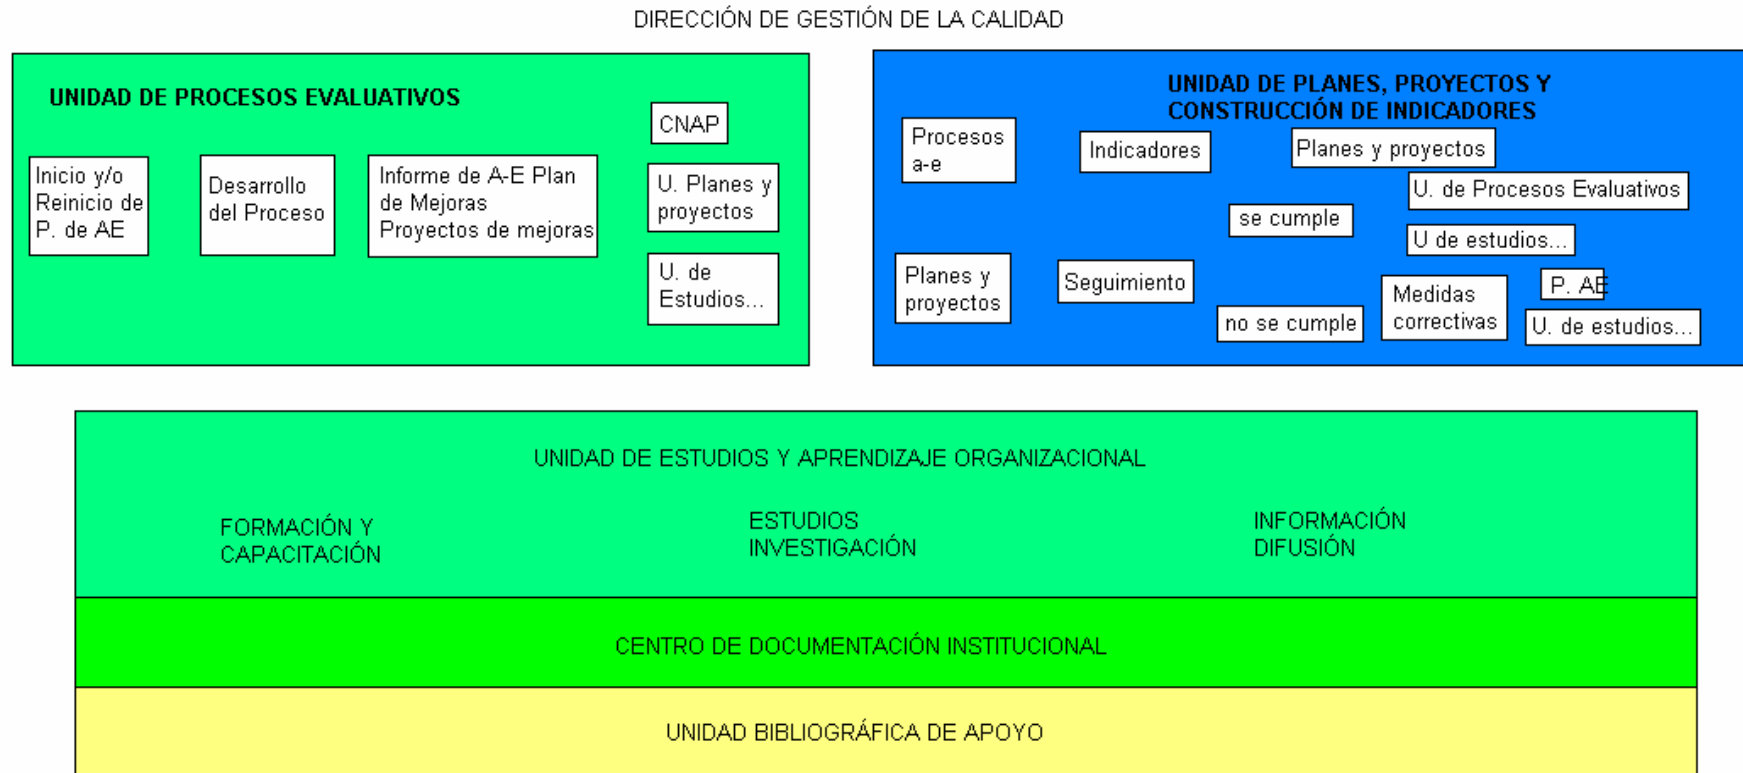 DIRECCIÓN DE GESTIÓN DE LA CALIDAD
UNIDAD DE PROCESOS EVALUATIVOS
Inicio y/o
Reinicio de
P. de AE
Desarrollo
del Proceso
Informe de A-E Plan
de Mejoras
Proyectos de mejoras
CNAP
U. Planes y
proyectos
U. de
Estudios...
UNIDAD DE PLANES, PROYECTOS Y
CONSTRUCCIÓN DE INDICADORES
Procesos
a-e
Indicadores
Planes y proyectos
U. de Procesos Evaluativos
se cumple
U de estudios...
Planes y
proyectos
Seguimiento
no se cumple
Medidas
correctivas
P. AE
U. de estudios...
UNIDAD DE ESTUDIOS Y APRENDIZAJE ORGANIZACIONAL
FORMACIÓN Y
CAPACITACIÓN
ESTUDIOS
INVESTIGACIÓN
INFORMACIÓN
DIFUSIÓN
CENTRO DE DOCUMENTACIÓN INSTITUCIONAL
UNIDAD BIBLIOGRÁFICA DE APOYO